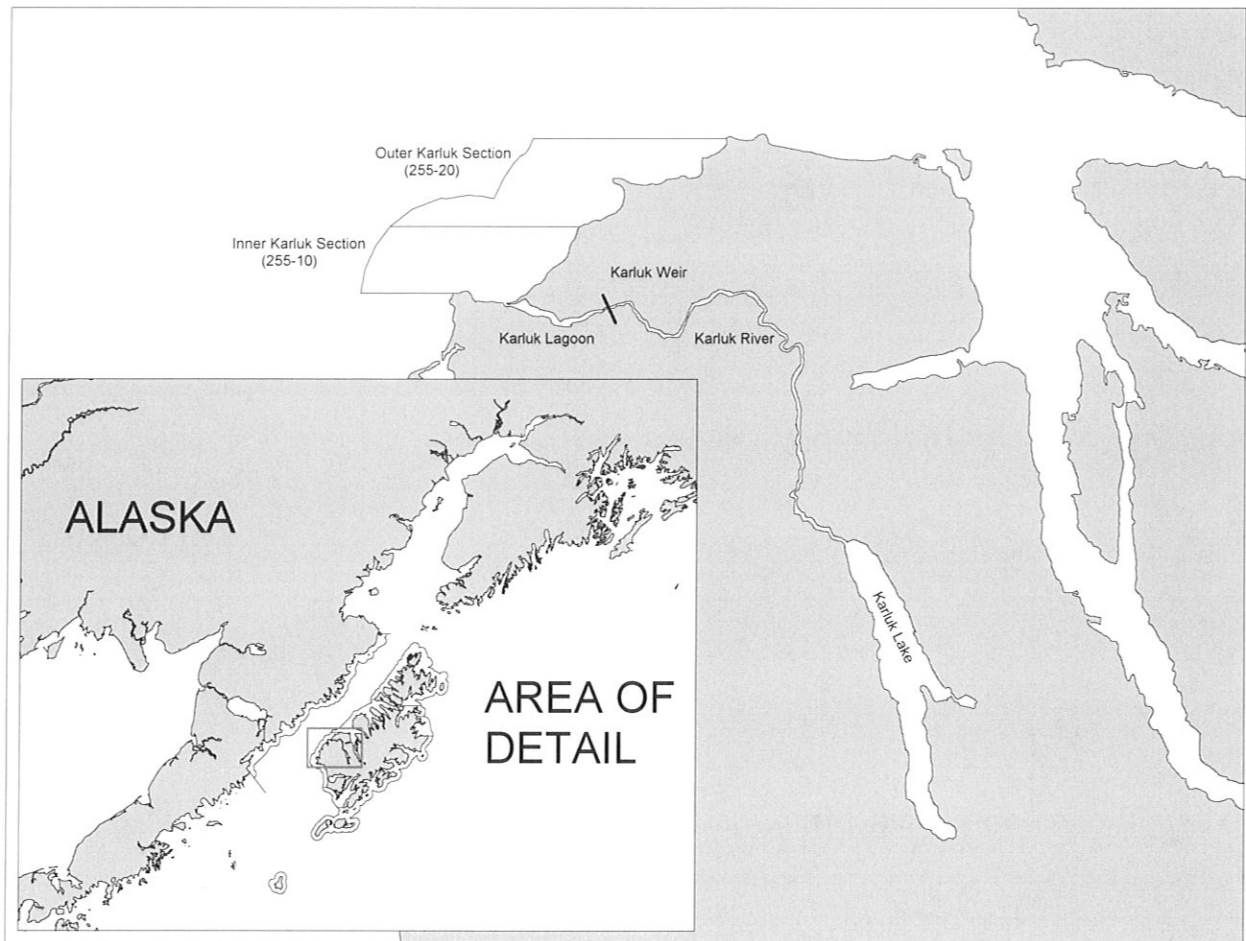 Outer Karluk Section
(255-20)
Inner Karluk Section
(255-10)
Karluk Weir
Karluk Lagoon
Karluk River
Karluk Lake
ALASKA
AREA OF
DETAIL